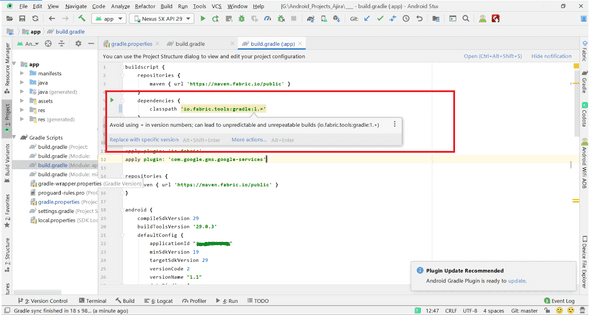 File Edit View Navigate Code Analyze Refactor Build Run Tools VCS Window Help
app
Nexus 5X API 29
Git:
app
build.gradle
An...
gradle.properties
build.gradle
build.gradle (app)
You can use the Project Structure dialog to view and edit your project configuration
Open (Ctrl+Alt+Shift+S)
Hide notification
app
manifests
java
java (generated)
assets
res
res (generated)
Gradle Scripts
build.gradle (Project:
build.gradle (Module:
build.gradle (Module: ap
build.gradle (Module:
gradle-wrapper.properties (Gradle Version)
proguard-rules.pro
gradle.properties
settings.gradle
local.properties (SDK Lo
buildscript {
repositories {
maven { url 'https://maven.fabric.io/public' }
}
dependencies {
classpath 'io.fabric.tools:gradle:1.+'
Avoid using + in version numbers; can lead to unpredictable and unrepeatable builds (io.fabric.tools:gradle:1.+)
Replace with specific version Alt+Shift+Enter More actions... Alt+Enter
apply plugin: 'com.google.gms.google-services'
repositories {
maven { url 'https://maven.fabric.io/public' }
}
android {
compileSdkVersion 29
buildToolsVersion '29.0.3'
defaultConfig {
applicationId
minSdkVersion 19
targetSdkVersion 29
versionCode 2
versionName "1.1"
Resource Manager
1: Project
Build Variants
2: Favorites
7: Structure
Fabric
Gradle
Codota
Android Wifi ADB
Device File Explorer
Plugin Update Recommended
Android Gradle Plugin is ready to update.
9: Version Control
Terminal
Build
6: Logcat
Profiler
4: Run
TODO
Event Log
Gradle sync finished in 18 s 98... (a minute ago)
12:47 CRLF UTF-8 4 spaces Git: master